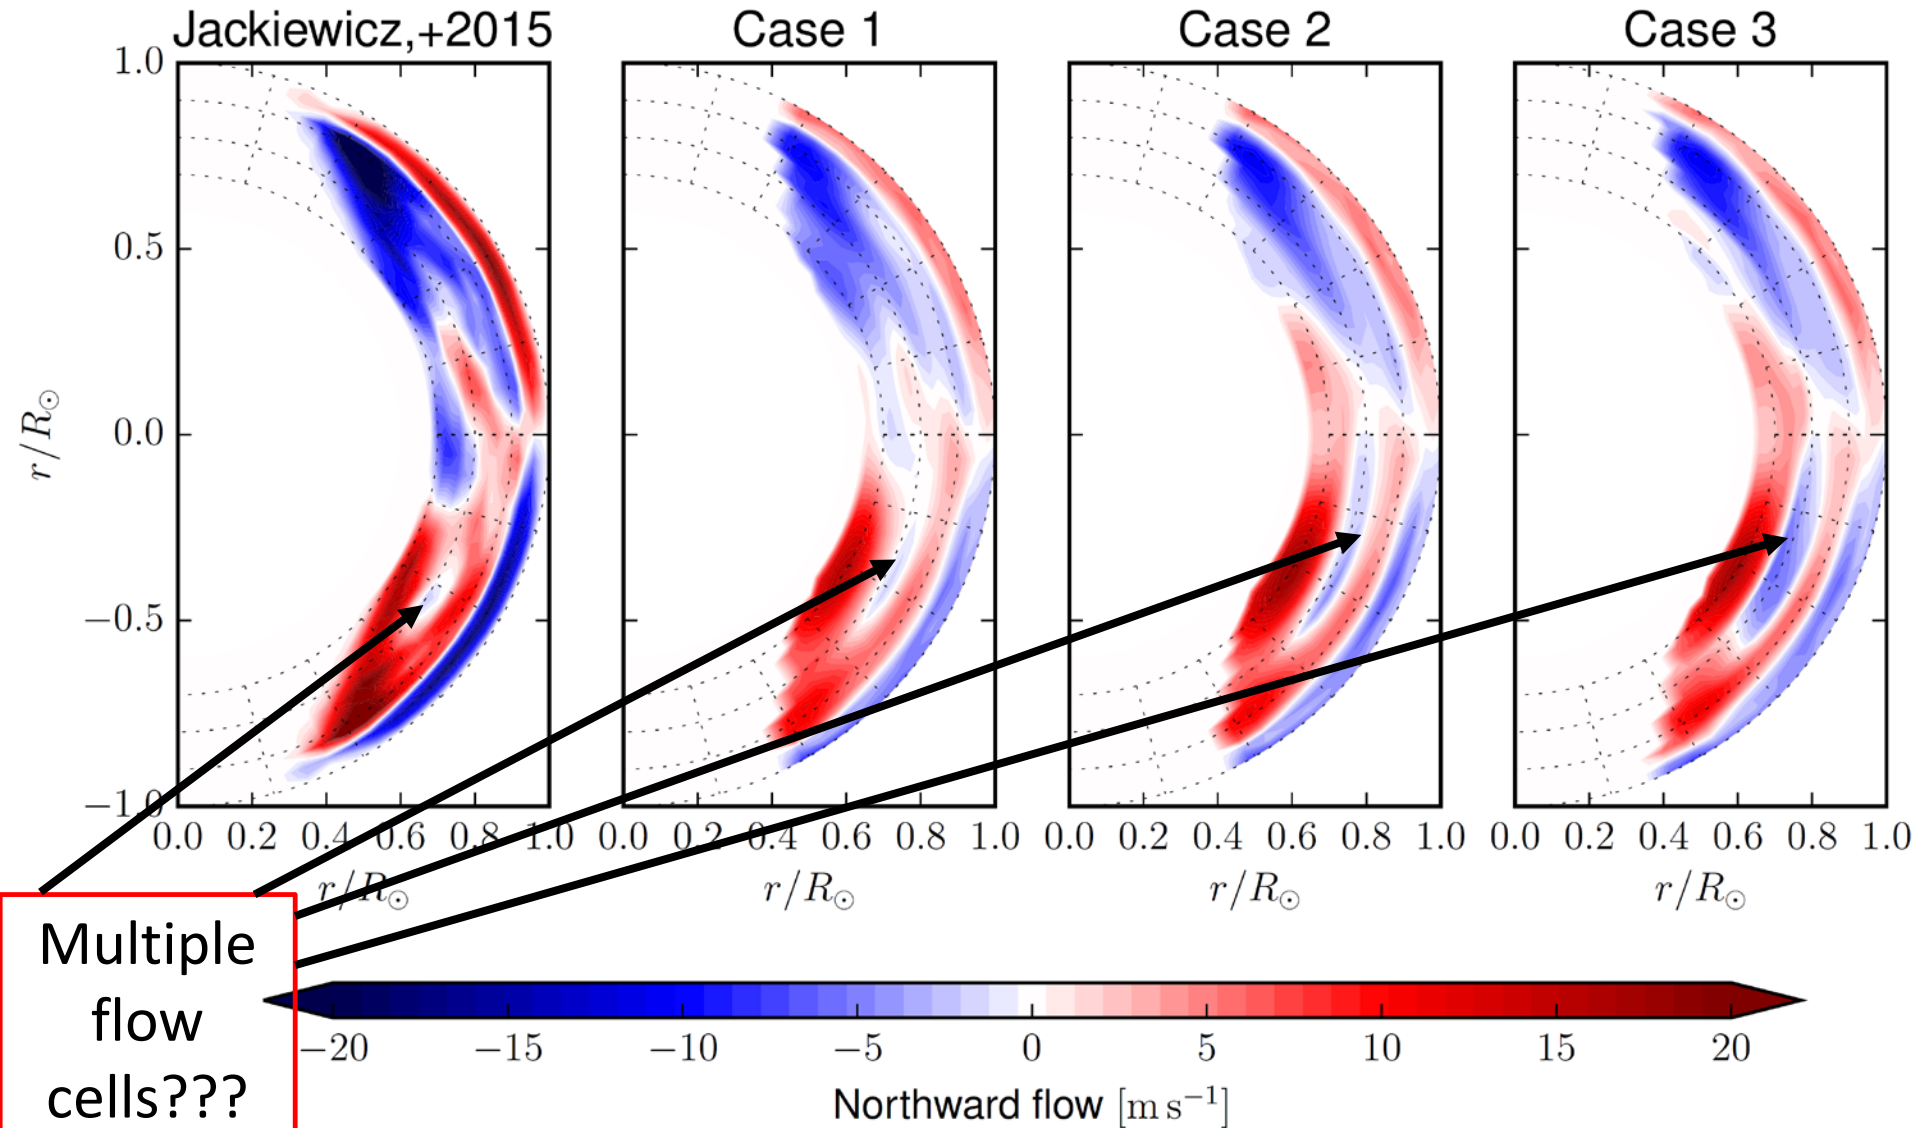 Jackiewicz,+2015 Case 1 Case 2 Case 3
1.0
0.5
0.0
−0.5
−1.0
r/R☉
0.0 0.2 0.4 0.6 0.8 1.0 0.0 0.2 0.4 0.6 0.8 1.0 0.0 0.2 0.4 0.6 0.8 1.0 0.0 0.2 0.4 0.6 0.8 1.0
r/R☉ r/R☉ r/R☉ r/R☉
Multiple
flow
cells???
−20 −15 −10 −5 0 5 10 15 20
Northward flow [m s⁻¹]